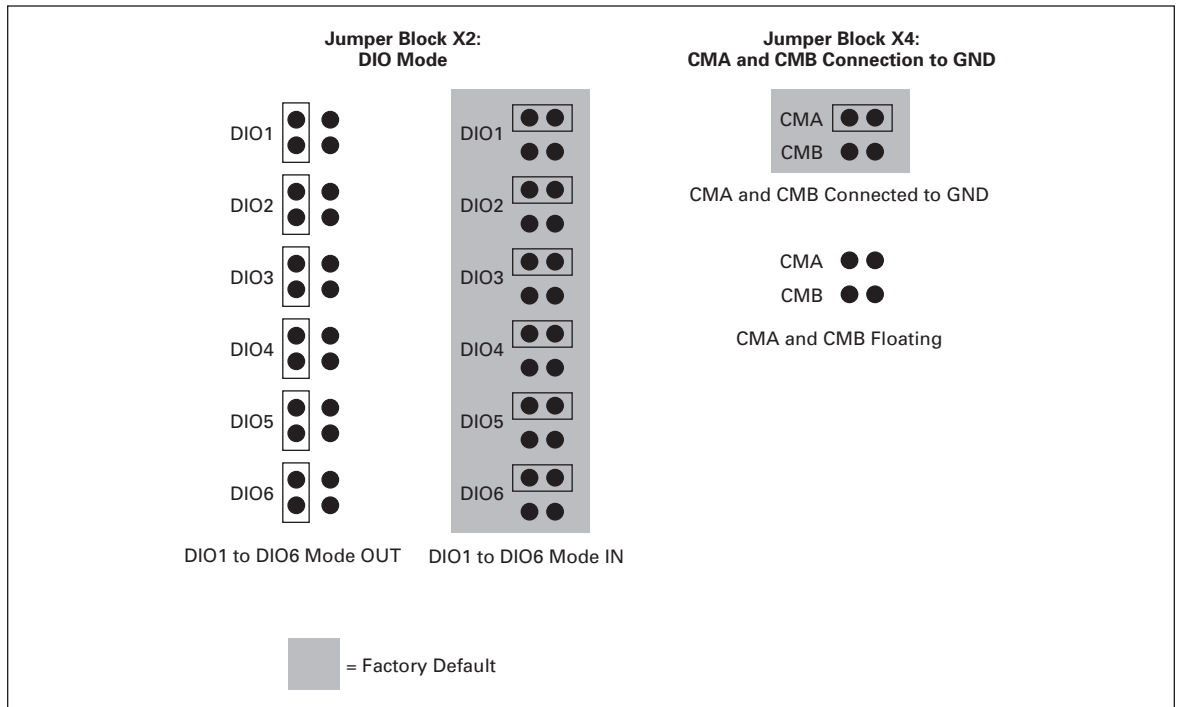 Jumper Block X2:
DIO Mode
DIO1
DIO2
DIO3
DIO4
DIO5
DIO6
DIO1 to DIO6 Mode OUT
DIO1
DIO2
DIO3
DIO4
DIO5
DIO6
DIO1 to DIO6 Mode IN
Jumper Block X4:
CMA and CMB Connection to GND
CMA
CMB
CMA and CMB Connected to GND
CMA
CMB
CMA and CMB Floating
= Factory Default